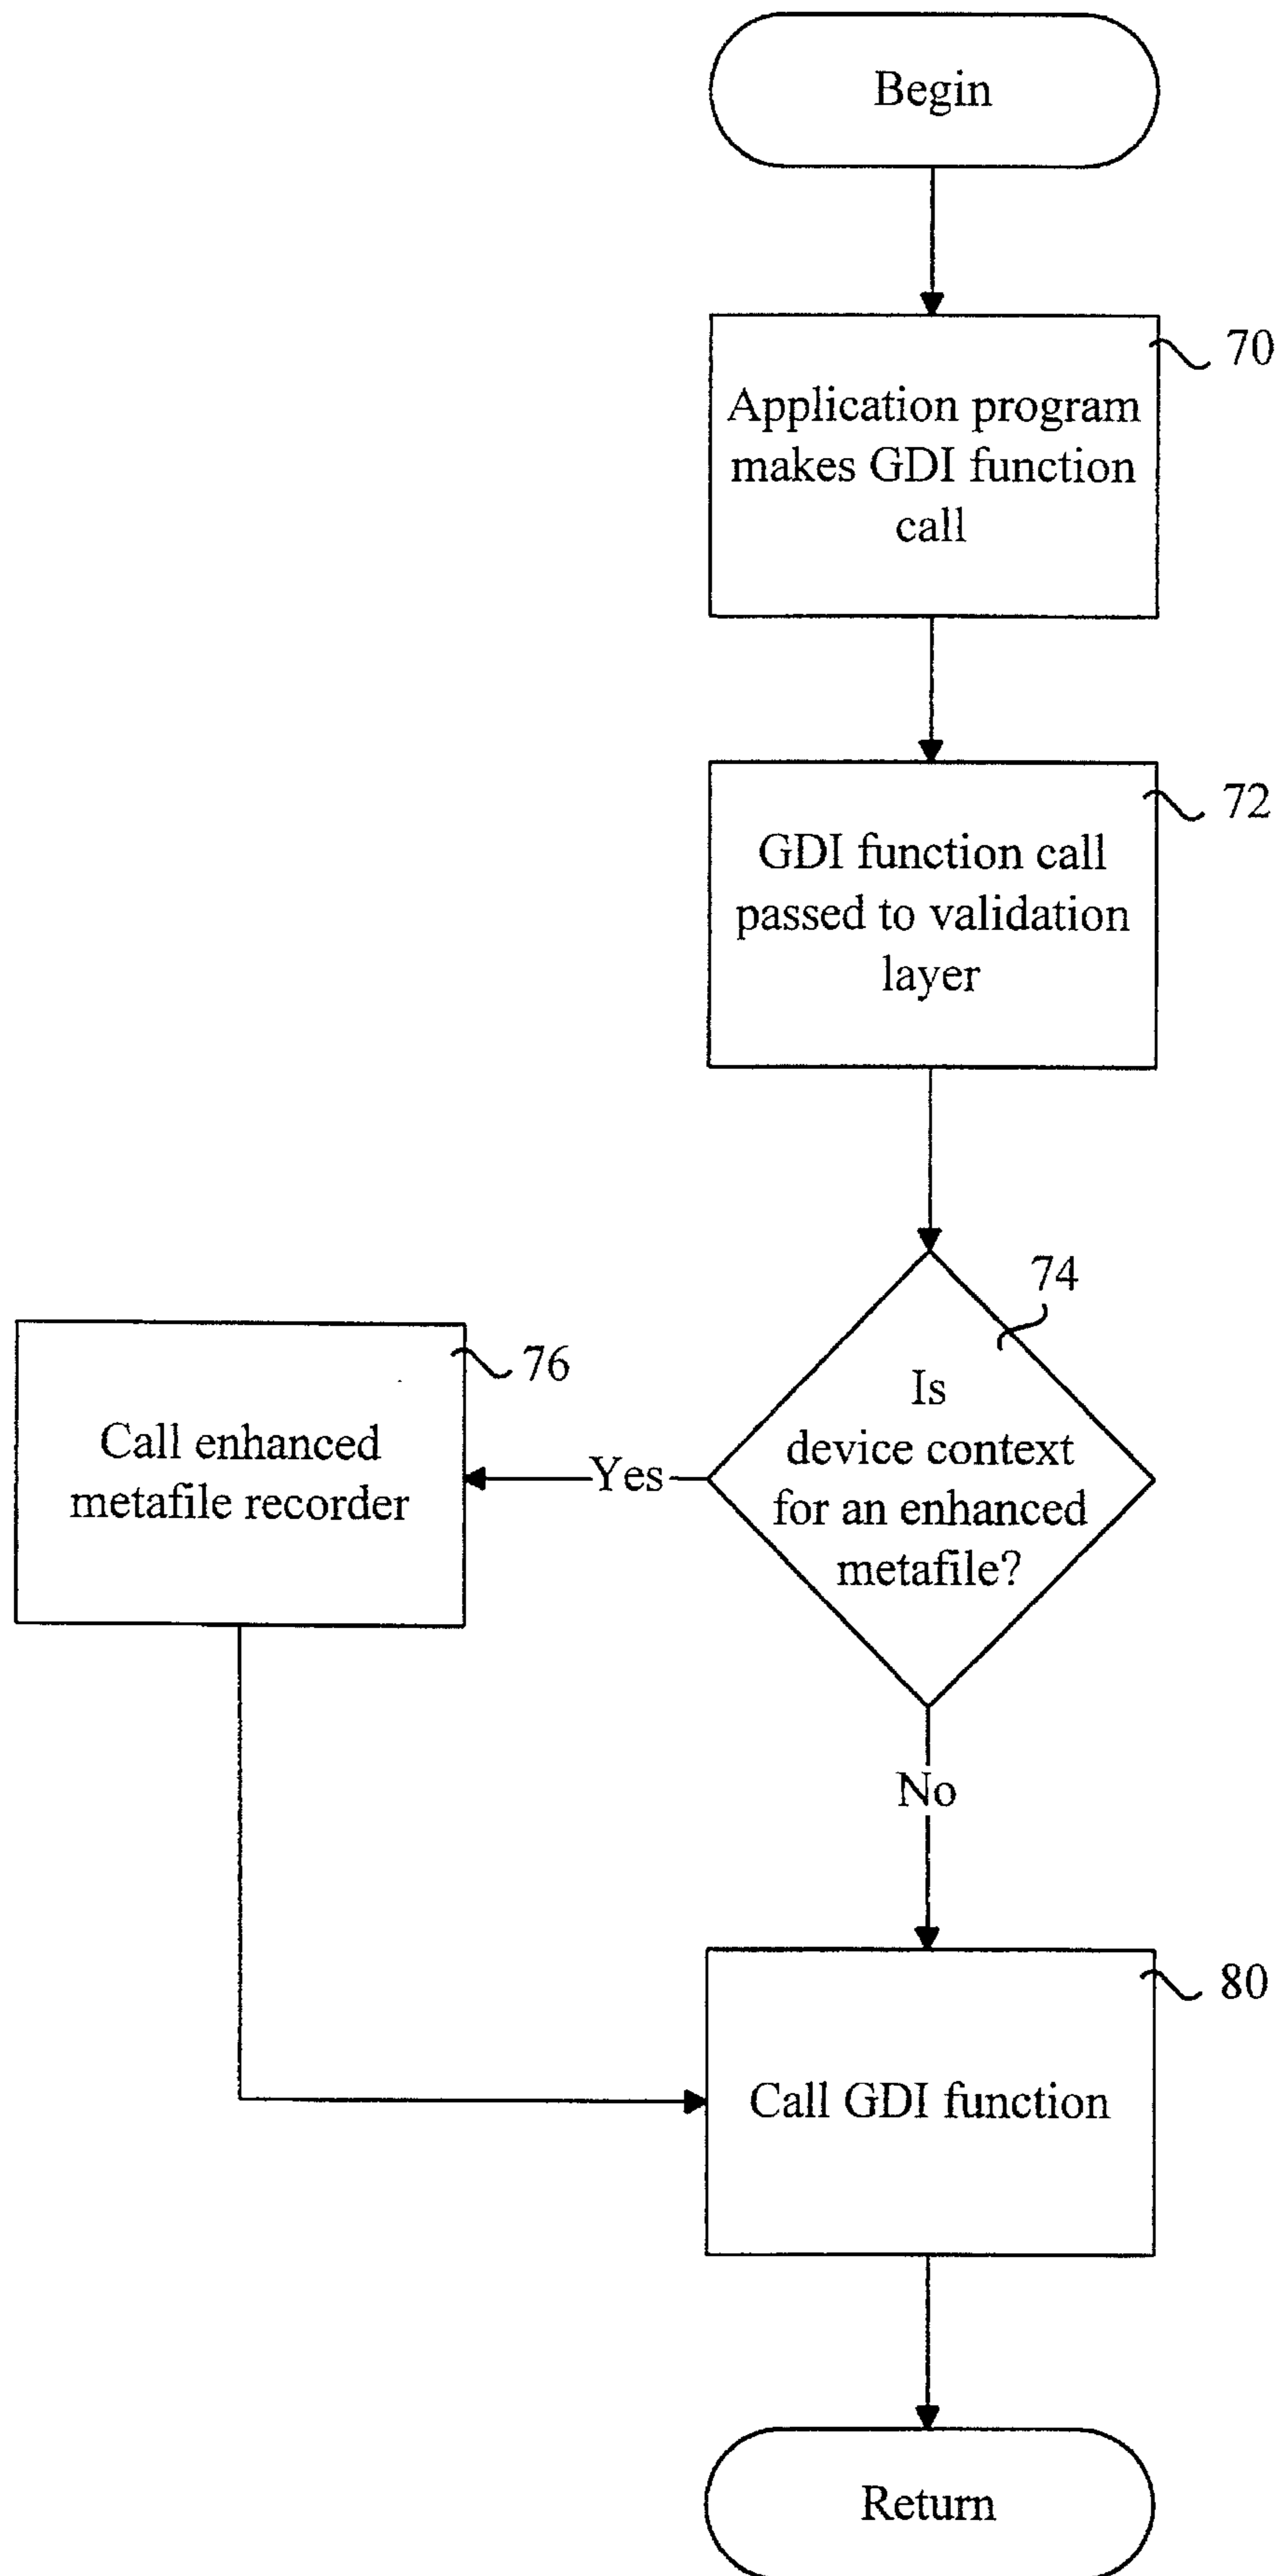 Begin
70
Application program
makes GDI function
call
72
GDI function call
passed to validation
layer
74
Is
device context
for an enhanced
metafile?
Yes
76
Call enhanced
metafile recorder
No
80
Call GDI function
Return